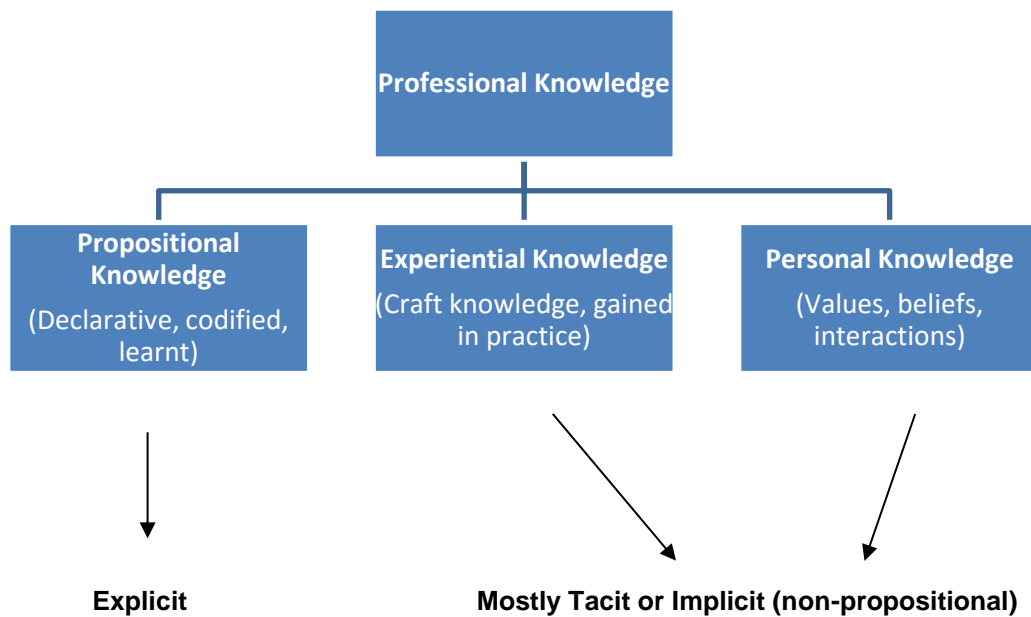 Professional Knowledge
Propositional
Knowledge
(Declarative, codified,
learnt)
Experiential Knowledge
(Craft knowledge, gained
in practice)
Personal Knowledge
(Values, beliefs,
interactions)
Explicit
Mostly Tacit or Implicit (non-propositional)